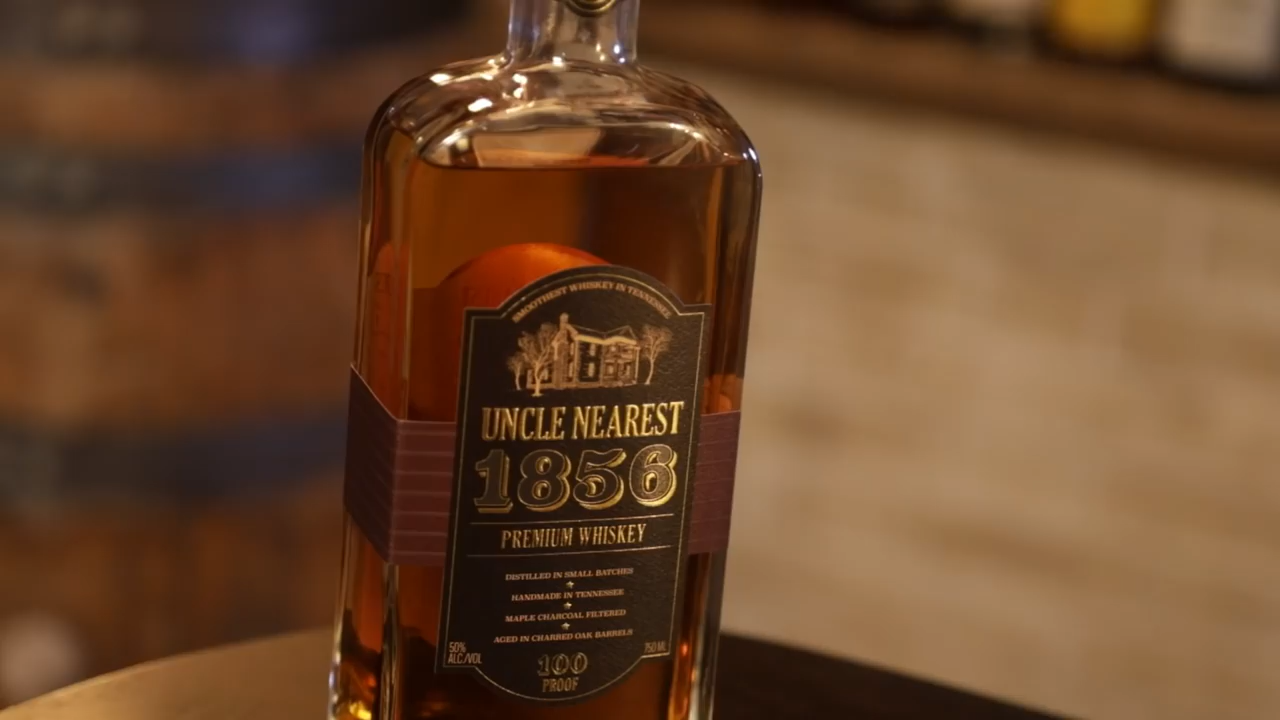 SMOOTHEST WHISKEY IN TENNESSEE
UNCLE NEAREST
1856
PREMIUM WHISKEY
DISTILLED IN SMALL BATCHES
HANDMADE IN TENNESSEE
MAPLE CHARCOAL FILTERED
AGED IN CHARRED OAK BARRELS
50%
ALC/VOL
750 ML
100
PROOF